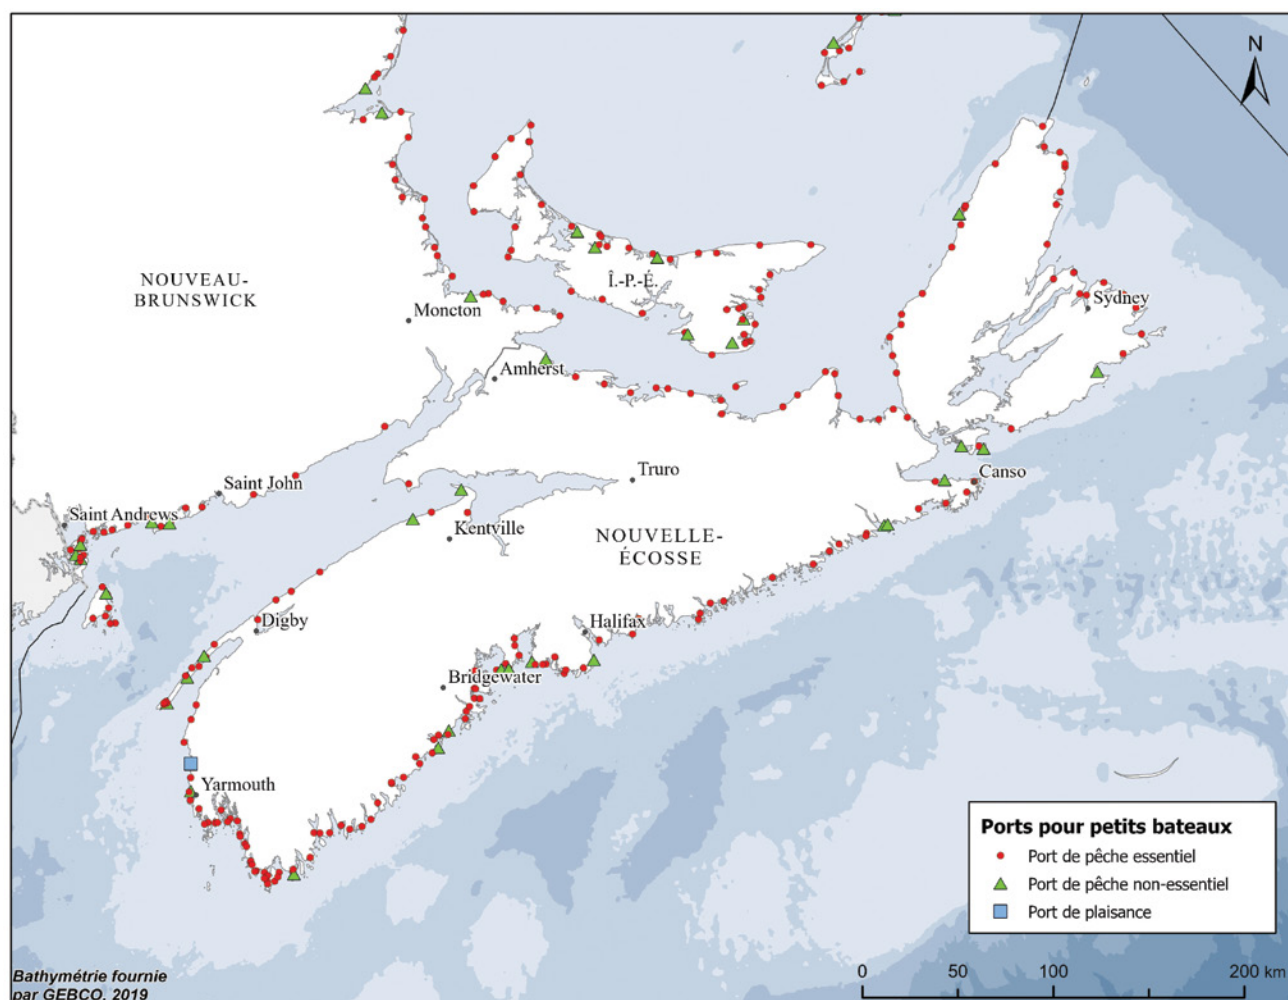 N
NOUVEAU-
BRUNSWICK
Î.-P.-É.
Moncton
Sydney
Amherst
Truro
Canso
Saint John
Saint Andrews
Kentville
NOUVELLE-
ÉCOSSE
Digby
Halifax
Bridgewater
Yarmouth
Ports pour petits bateaux
Port de pêche essentiel
Port de pêche non-essentiel
Port de plaisance
Bathymétrie fournie
par GEBCO, 2019
0 50 100 200 km